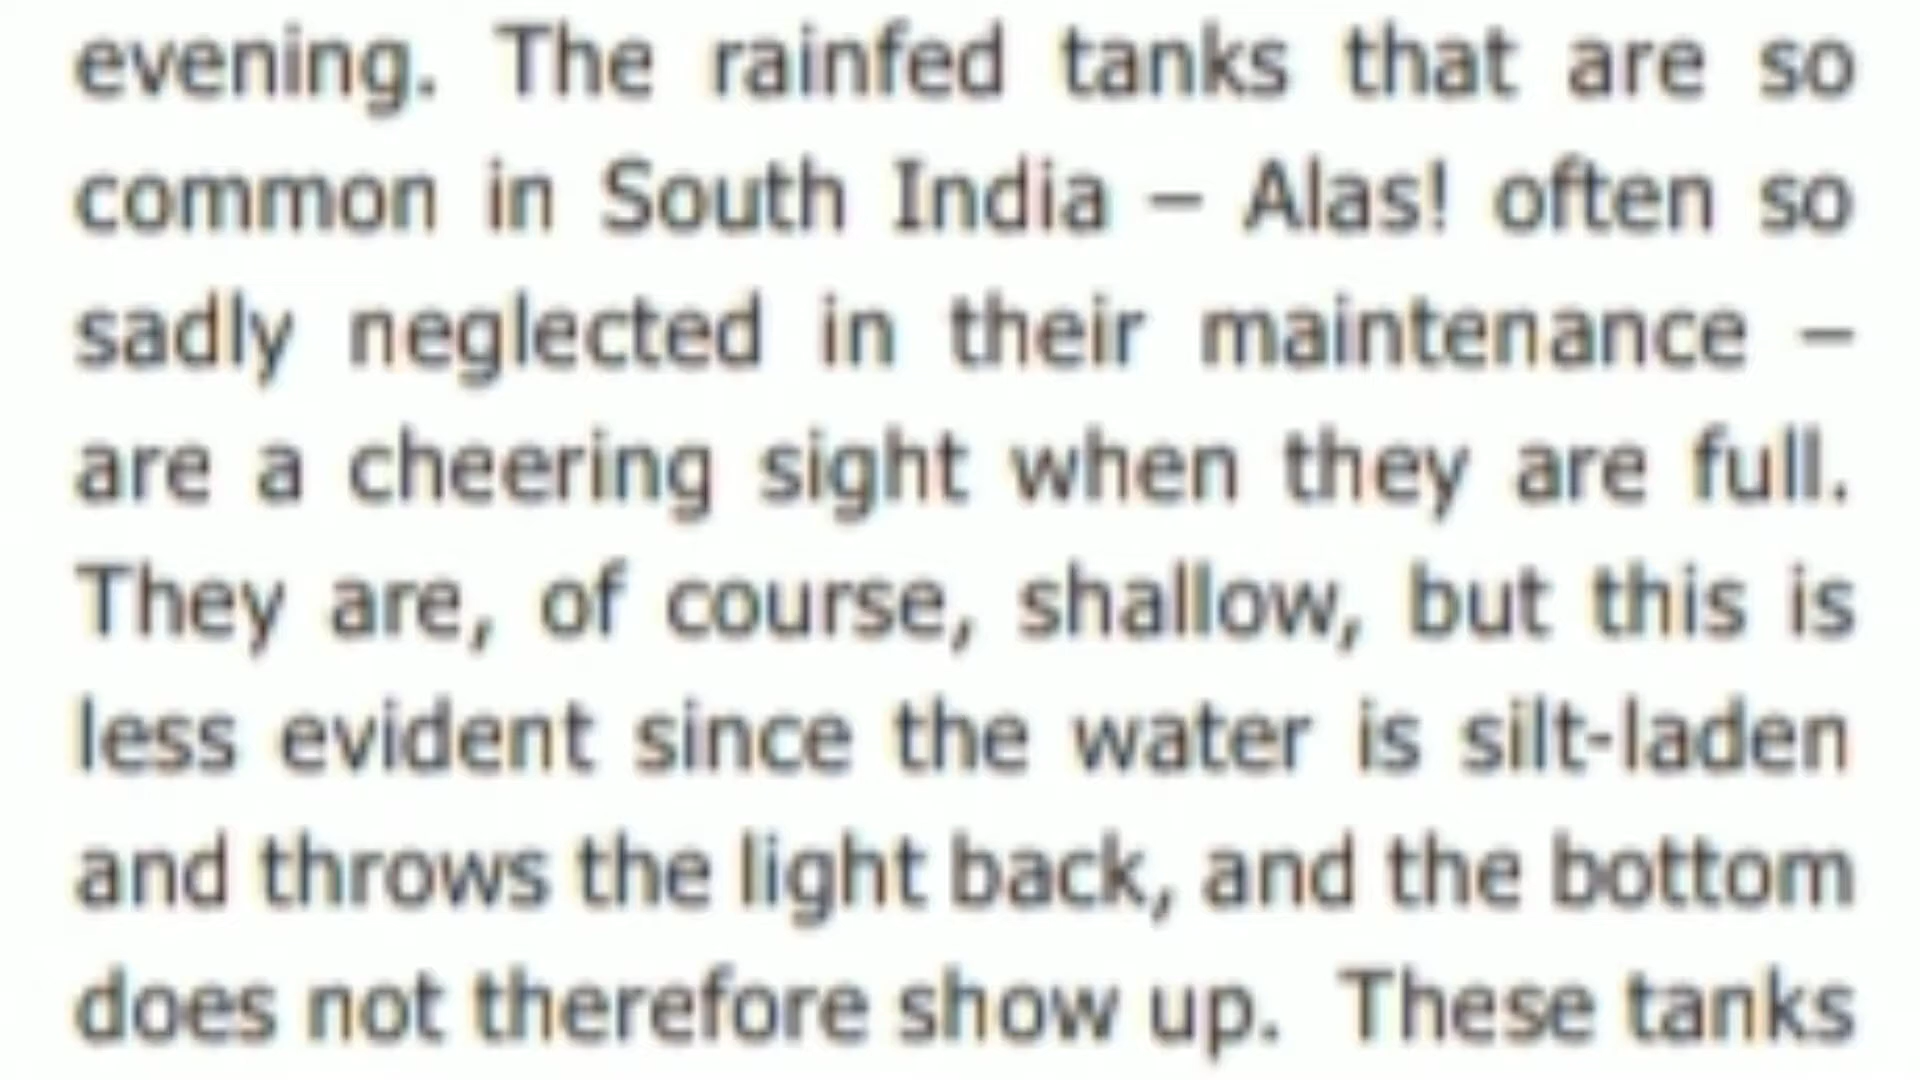 evening. The rainfed tanks that are so
common in South India – Alas! often so
sadly neglected in their maintenance –
are a cheering sight when they are full.
They are, of course, shallow, but this is
less evident since the water is silt-laden
and throws the light back, and the bottom
does not therefore show up. These tanks